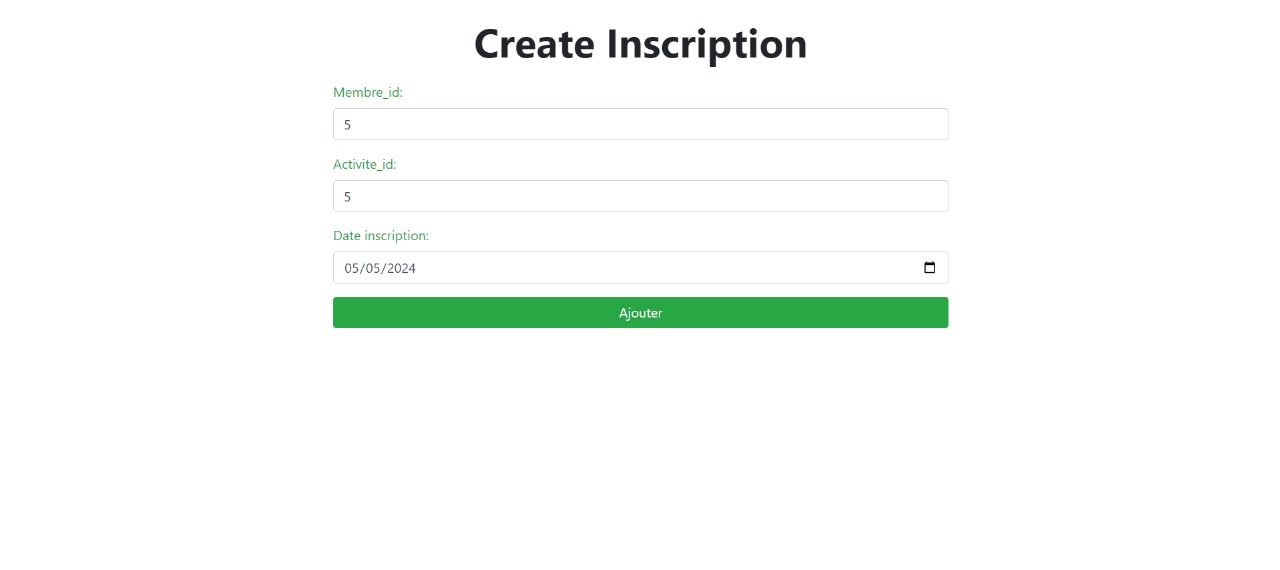 Create Inscription
Membre_id:
5
Activite_id:
5
Date inscription:
05/05/2024
Ajouter